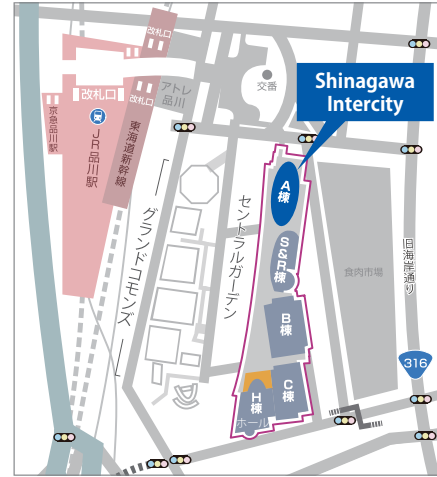 改札口
改札口
改札口
アトレ
品川
交番
京急品川駅
JR品川駅
東海道新幹線
Shinagawa
Intercity
グランドコモンズ
セントラルガーデン
A棟
S&R棟
B棟
C棟
H棟
ホール
食肉市場
旧海岸通り
316